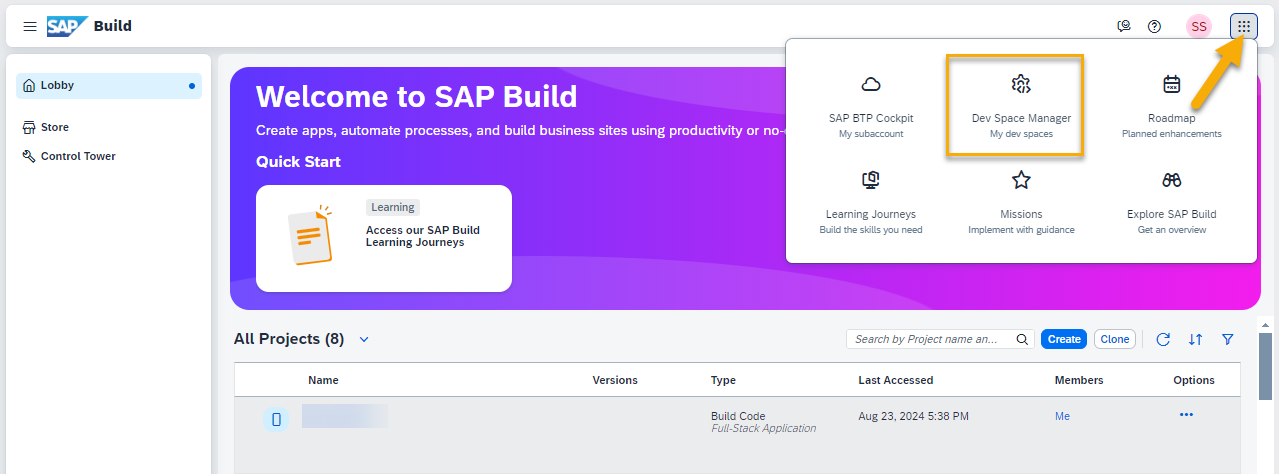 SAP Build
SS
SAP BTP Cockpit
My subaccount
Dev Space Manager
My dev spaces
Roadmap
Planned enhancements
Learning Journeys
Build the skills you need
Missions
Implement with guidance
Explore SAP Build
Get an overview
Lobby
Store
Control Tower
Welcome to SAP Build
Create apps, automate processes, and build business sites using productivity or no-
Quick Start
Learning
Access our SAP Build
Learning Journeys
All Projects (8)
Search by Project name an...
Create
Clone
Name Versions Type Last Accessed Members Options
Build Code Aug 23, 2024 5:38 PM Me
Full-Stack Application